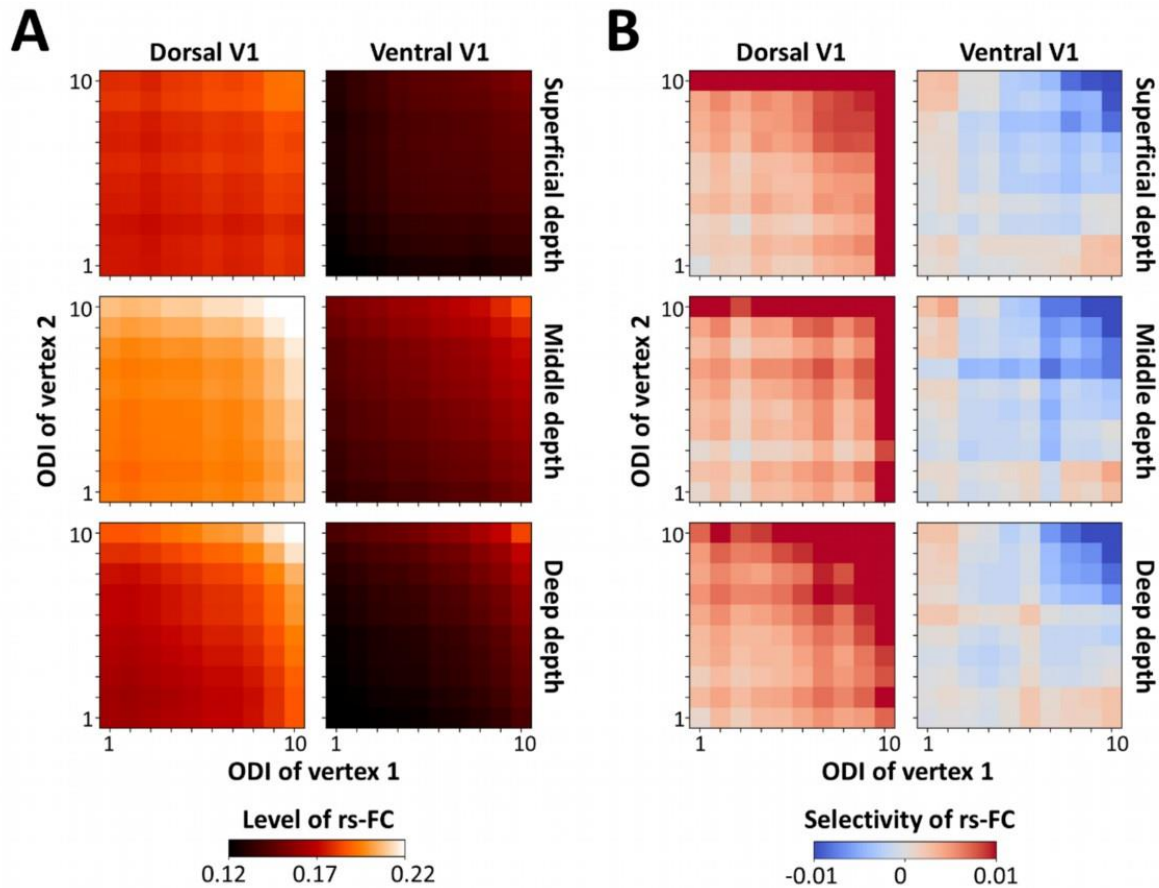 A
B
Dorsal V1
Ventral V1
Dorsal V1
Ventral V1
10
1
Superficial depth
10
1
Superficial depth
ODI of vertex 2
10
1
Middle depth
ODI of vertex 2
10
1
Middle depth
10
1
Deep depth
10
1
Deep depth
1
10
1
10
1
10
1
10
ODI of vertex 1
ODI of vertex 1
Level of rs-FC
0.12
0.17
0.22
Selectivity of rs-FC
-0.01
0
0.01